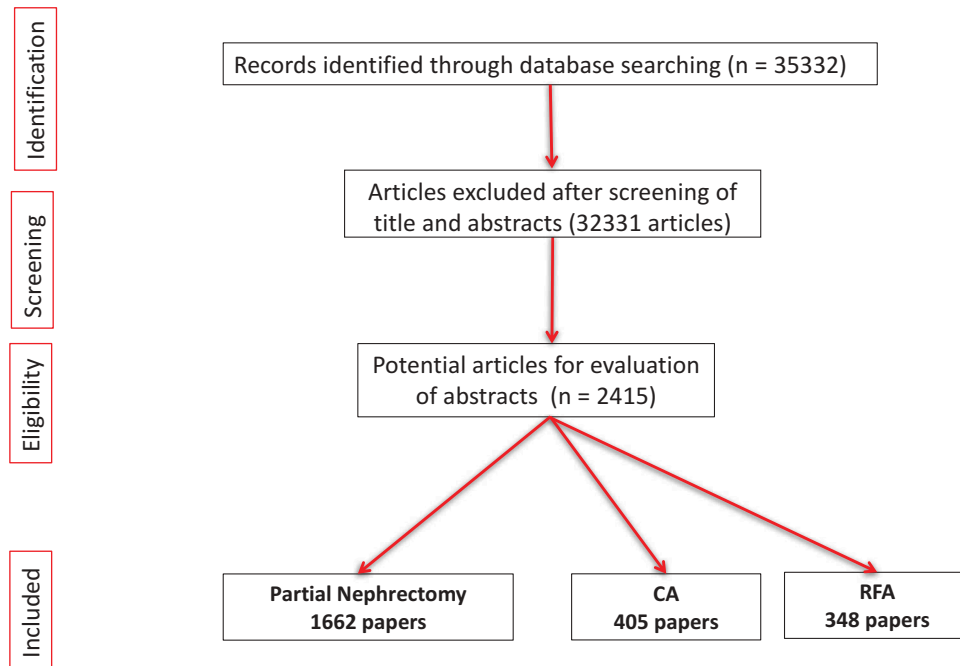 Identification
Records identified through database searching (n = 35332)
Screening
Articles excluded after screening of
title and abstracts (32331 articles)
Eligibility
Potential articles for evaluation
of abstracts (n = 2415)
Included
Partial Nephrectomy
1662 papers
CA
405 papers
RFA
348 papers